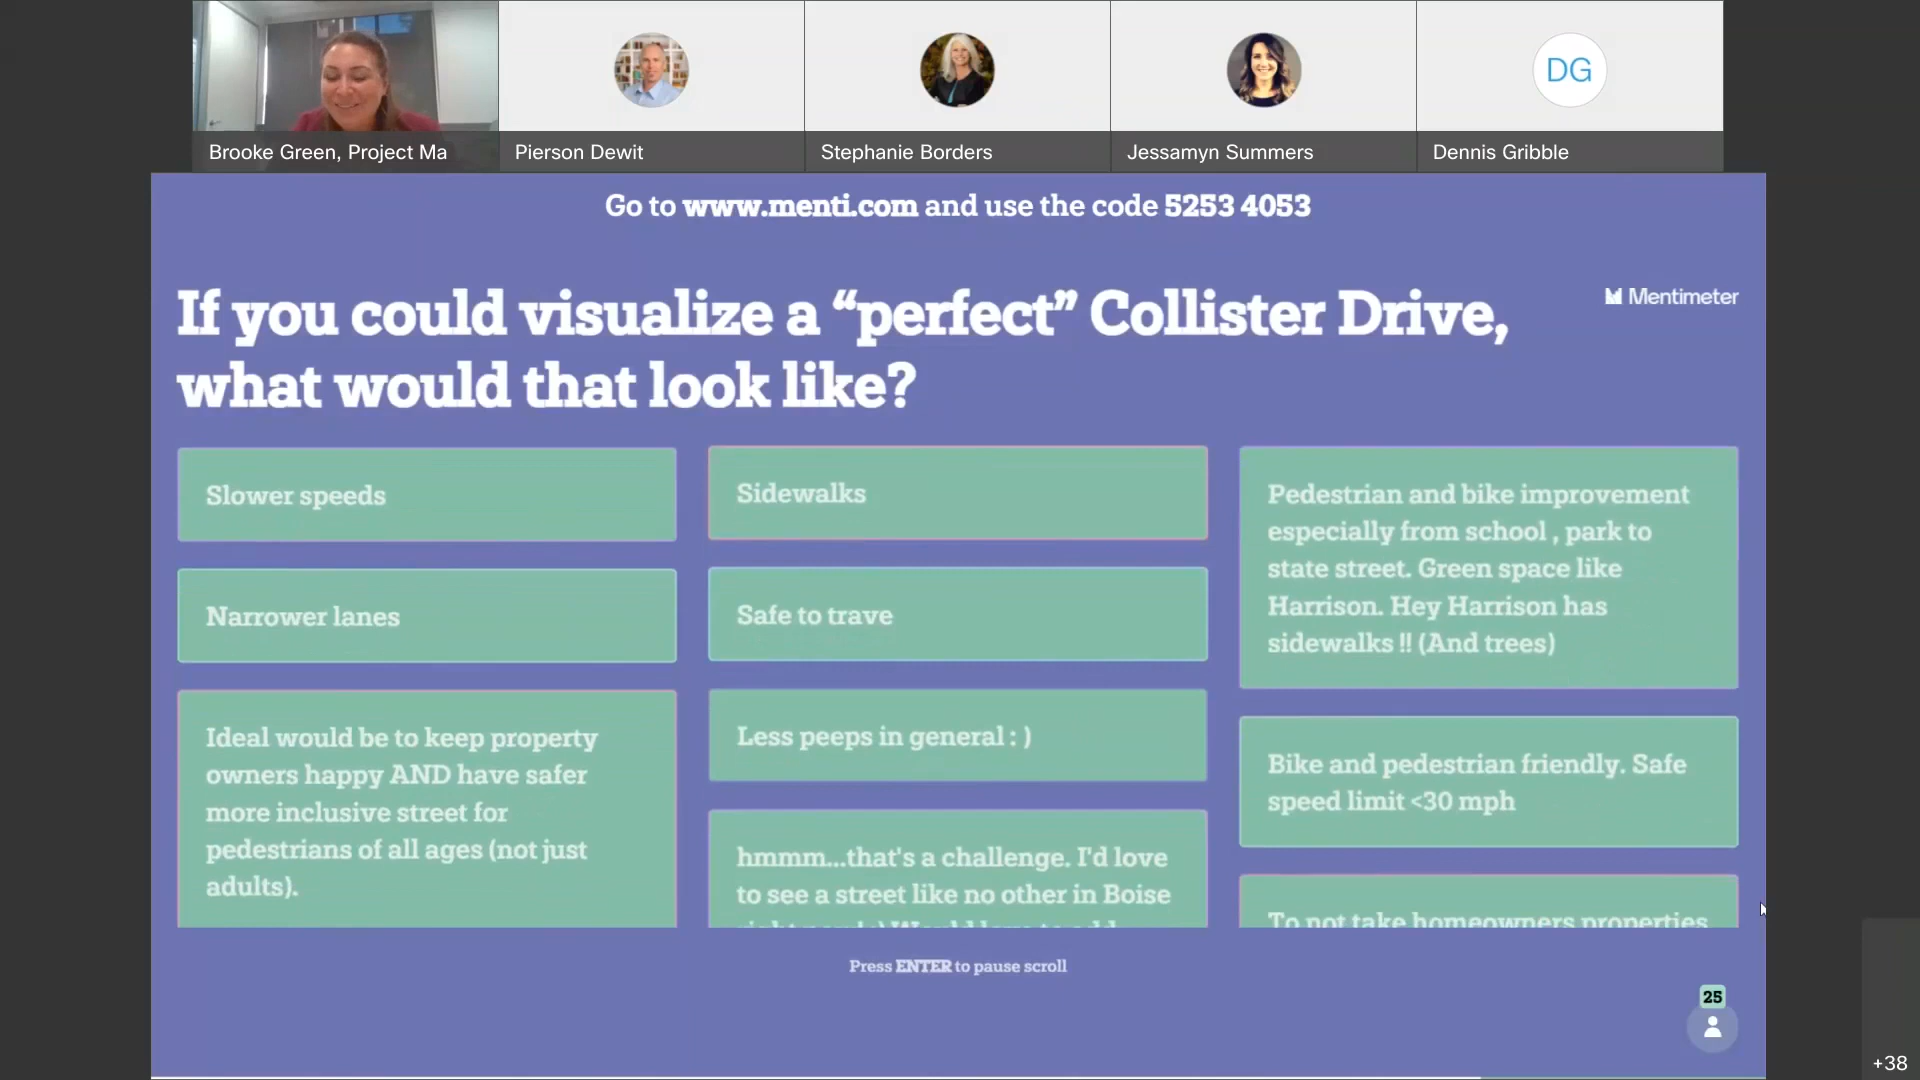 Brooke Green, Project Ma
Pierson Dewit
Stephanie Borders
Jessamyn Summers
DG
Dennis Gribble
Go to www.menti.com and use the code 5253 4053
If you could visualize a “perfect” Collister Drive,
what would that look like?
Mentimeter
Slower speeds
Narrower lanes
Ideal would be to keep property
owners happy AND have safer
more inclusive street for
pedestrians of all ages (not just
adults).
Sidewalks
Safe to trave
Less peeps in general : )
hmmm...that's a challenge. I'd love
to see a street like no other in Boise
Pedestrian and bike improvement
especially from school , park to
state street. Green space like
Harrison. Hey Harrison has
sidewalks !! (And trees)
Bike and pedestrian friendly. Safe
speed limit <30 mph
To not take homeowners properties
Press ENTER to pause scroll
25
+38